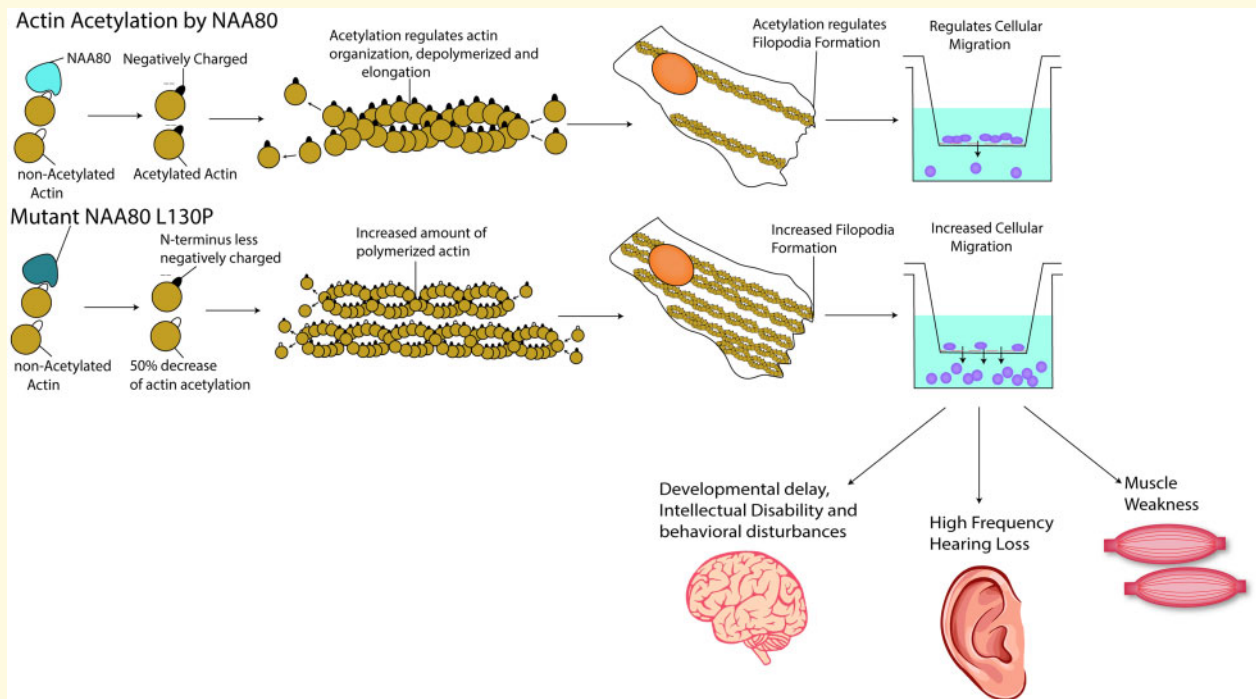 Actin Acetylation by NAA80
NAA80
Negatively Charged
non-Acetylated
Actin
Acetylated Actin
Acetylation regulates actin
organization, depolymerized and
elongation
Acetylation regulates
Filopodia Formation
Regulates Cellular
Migration
Mutant NAA80 L130P
N-terminus less
negatively charged
non-Acetylated
Actin
50% decrease
of actin acetylation
Increased amount of
polymerized actin
Increased Filopodia
Formation
Increased Cellular
Migration
Developmental delay,
Intellectual Disability and
behavioral disturbances
High Frequency
Hearing Loss
Muscle
Weakness